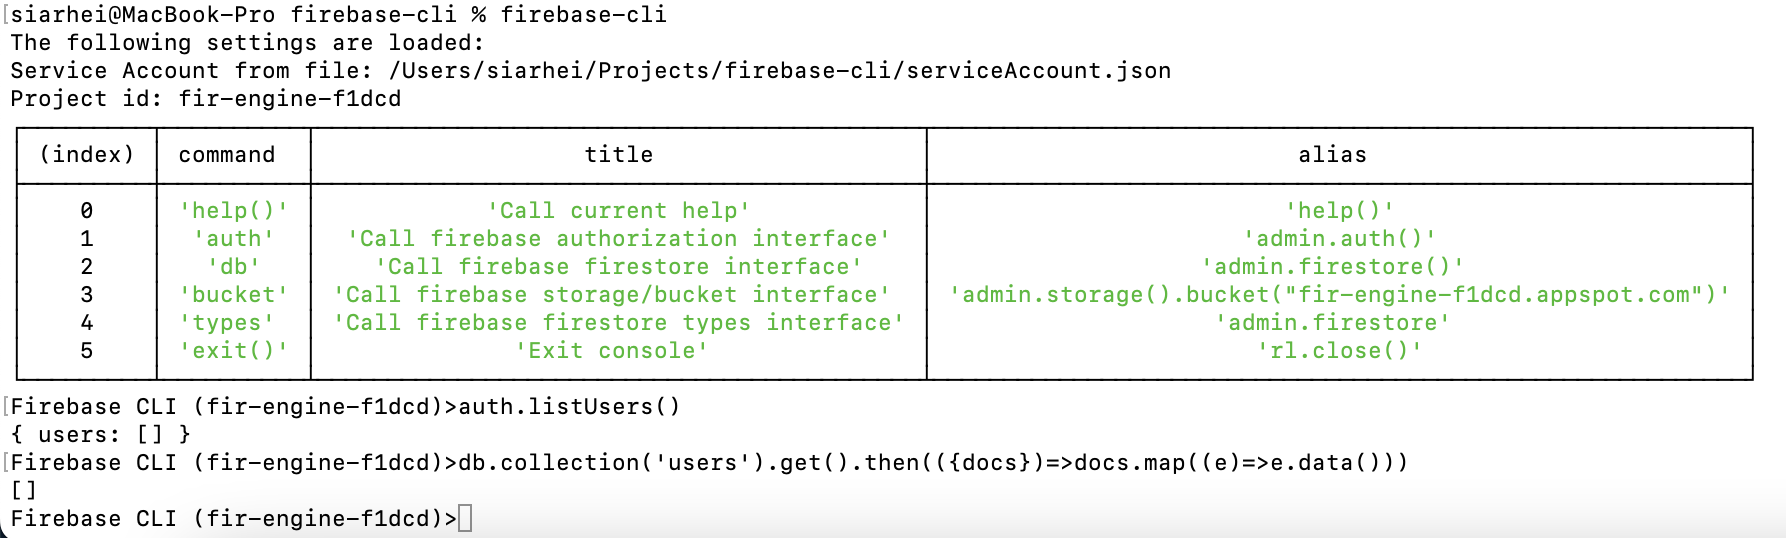 [siarhei@MacBook-Pro firebase-cli % firebase-cli
The following settings are loaded:
Service Account from file: /Users/siarhei/Projects/firebase-cli/serviceAccount.json
Project id: fir-engine-f1dcd
(index) command title alias
0 'help()' 'Call current help' 'help()'
1 'auth' 'Call firebase authorization interface' 'admin.auth()'
2 'db' 'Call firebase firestore interface' 'admin.firestore()'
3 'bucket' 'Call firebase storage/bucket interface' 'admin.storage().bucket("fir-engine-f1dcd.appspot.com")'
4 'types' 'Call firebase firestore types interface' 'admin.firestore'
5 'exit()' 'Exit console' 'rl.close()'
[Firebase CLI (fir-engine-f1dcd)>auth.listUsers()
{ users: [] }
[Firebase CLI (fir-engine-f1dcd)>db.collection('users').get().then(({docs})=>docs.map((e)=>e.data()))
[]
Firebase CLI (fir-engine-f1dcd)>